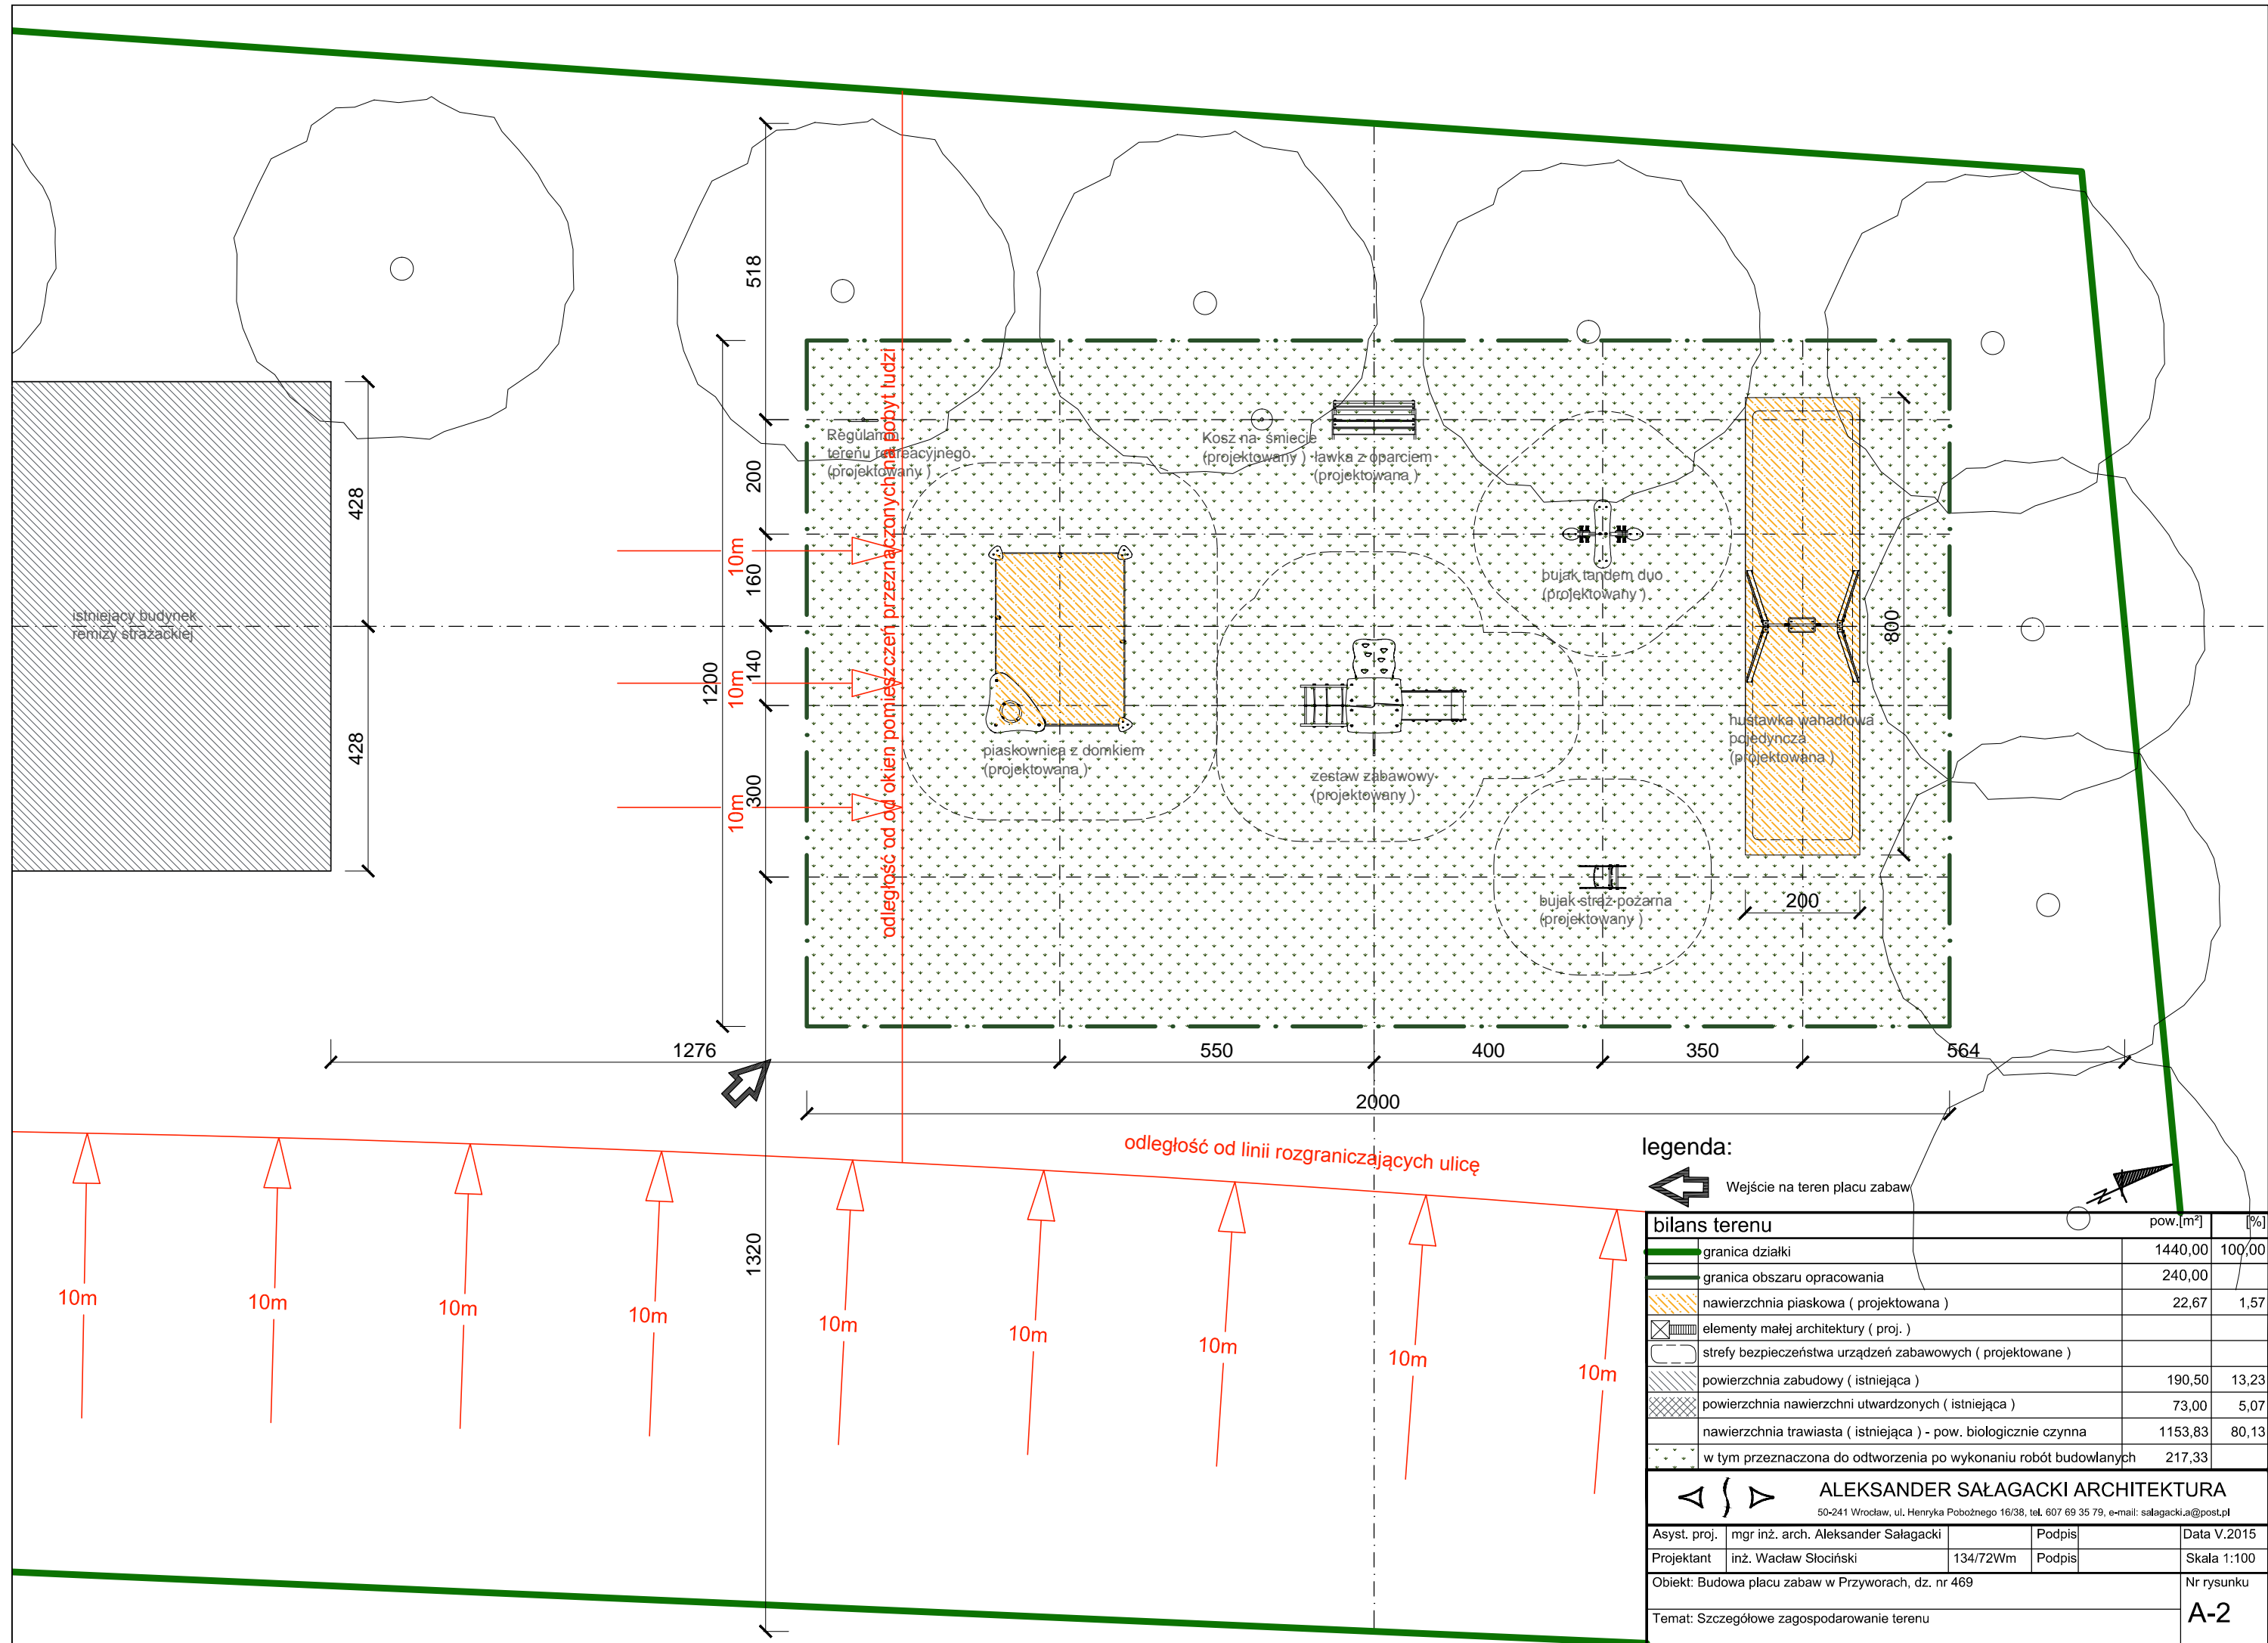 518
428
200
160
1200
140
428
300
10m
10m
10m
istniejący budynek
remizy strażackiej
odległość od od okien pomieszczeń przeznaczonych na pobyt ludzi
Regulamin
terenu rekreacyjnego
(projektowany )
Kosz na śmiecie
(projektowany )
ławka z oparciem
(projektowana )
bujak tandem duo
(projektowany )
800
huśtawka wahadłowa
pojedyncza
(projektowana )
piaskownica z domkiem
(projektowana )
zestaw zabawowy
(projektowany )
bujak straż pożarna
(projektowany )
200
1276
550
400
350
564
2000
1320
odległość od linii rozgraniczających ulicę
10m
10m
10m
10m
10m
10m
10m
10m
10m
legenda:
Wejście na teren placu zabaw
N
bilans terenu pow.[m²] [%]
granica działki 1440,00 100,00
granica obszaru opracowania 240,00
nawierzchnia piaskowa ( projektowana ) 22,67 1,57
elementy małej architektury ( proj. )
strefy bezpieczeństwa urządzeń zabawowych ( projektowane )
powierzchnia zabudowy ( istniejąca ) 190,50 13,23
powierzchnia nawierzchni utwardzonych ( istniejąca ) 73,00 5,07
nawierzchnia trawiasta ( istniejąca ) - pow. biologicznie czynna 1153,83 80,13
w tym przeznaczona do odtworzenia po wykonaniu robót budowlanych 217,33
ALEKSANDER SAŁAGACKI ARCHITEKTURA
50-241 Wrocław, ul. Henryka Pobożnego 16/38, tel. 607 69 35 79, e-mail: salagacki.a@post.pl
Asyst. proj. mgr inż. arch. Aleksander Sałagacki Podpis Data V.2015
Projektant inż. Wacław Słociński 134/72Wm Podpis Skala 1:100
Obiekt: Budowa placu zabaw w Przyworach, dz. nr 469 Nr rysunku
Temat: Szczegółowe zagospodarowanie terenu A-2